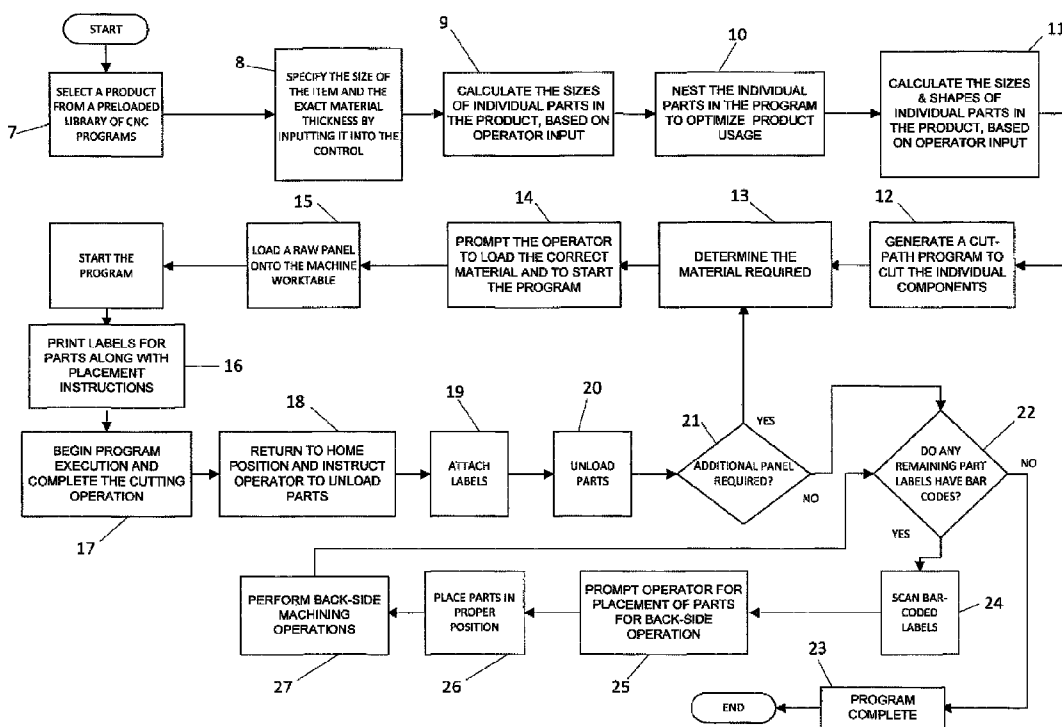 START
7
SELECT A PRODUCT
FROM A PRELOADED
LIBRARY OF CNC
PROGRAMS
8
SPECIFY THE SIZE OF
THE ITEM AND THE
EXACT MATERIAL
THICKNESS BY
INPUTTING IT INTO THE
CONTROL
9
CALCULATE THE SIZES
OF INDIVIDUAL PARTS IN
THE PRODUCT, BASED ON
OPERATOR INPUT
10
NEST THE INDIVIDUAL
PARTS IN THE PROGRAM
TO OPTIMIZE PRODUCT
USAGE
11
CALCULATE THE SIZES
& SHAPES OF
INDIVIDUAL PARTS IN
THE PRODUCT, BASED
ON OPERATOR INPUT
12
GENERATE A CUT-
PATH PROGRAM TO
CUT THE INDIVIDUAL
COMPONENTS
13
DETERMINE THE
MATERIAL REQUIRED
14
PROMPT THE OPERATOR
TO LOAD THE CORRECT
MATERIAL AND TO START
THE PROGRAM
15
LOAD A RAW PANEL
ONTO THE MACHINE
WORKTABLE
START THE
PROGRAM
PRINT LABELS FOR
PARTS ALONG WITH
PLACEMENT
INSTRUCTIONS
16
BEGIN PROGRAM
EXECUTION AND
COMPLETE THE CUTTING
OPERATION
17
18
RETURN TO HOME
POSITION AND INSTRUCT
OPERATOR TO UNLOAD
PARTS
19
ATTACH
LABELS
20
UNLOAD
PARTS
21
ADDITIONAL PANEL
REQUIRED?
YES
NO
22
DO ANY
REMAINING PART
LABELS HAVE BAR
CODES?
NO
YES
SCAN BAR-
CODED
LABELS
24
PROMPT OPERATOR FOR
PLACEMENT OF PARTS
FOR BACK-SIDE
OPERATION
25
PLACE PARTS IN
PROPER
POSITION
26
PERFORM BACK-SIDE
MACHINING
OPERATIONS
27
23
PROGRAM
COMPLETE
END